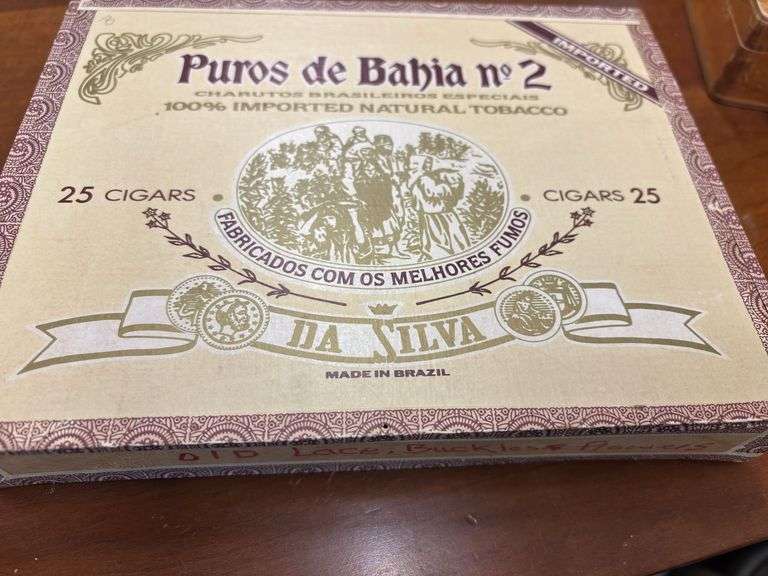 Puros de Bahia nº 2
IMPORTED
CHARUTOS BRASILEIROS ESPECIAIS
100% IMPORTED NATURAL TOBACCO
25 CIGARS
CIGARS 25
FABRICADOS COM OS MELHORES FUMOS
DA SILVA
MADE IN BRAZIL
OLD Lace, Buckles